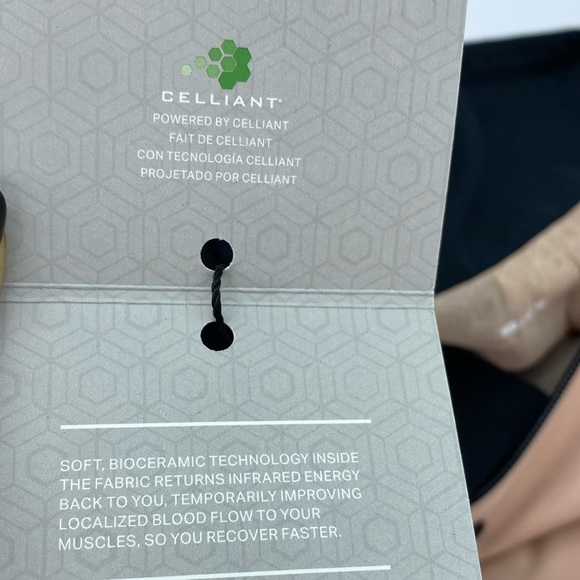 CELLIANT®
POWERED BY CELLIANT
FAIT DE CELLIANT
CON TECNOLOGÍA CELLIANT
PROJETADO POR CELLIANT
SOFT, BIOCERAMIC TECHNOLOGY INSIDE
THE FABRIC RETURNS INFRARED ENERGY
BACK TO YOU, TEMPORARILY IMPROVING
LOCALIZED BLOOD FLOW TO YOUR
MUSCLES, SO YOU RECOVER FASTER.